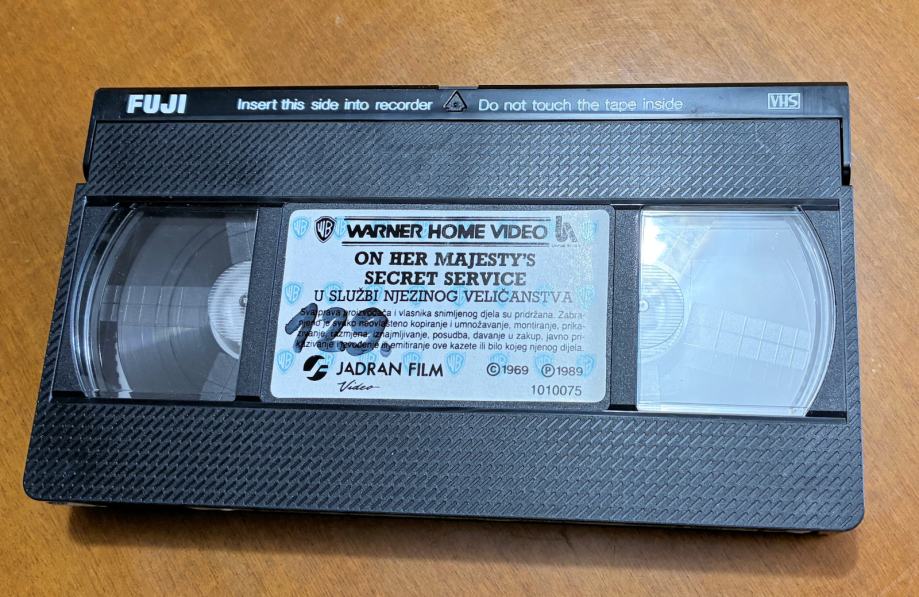 FUJI Insert this side into recorder Do not touch the tape inside VHS
WB WARNER HOME VIDEO
ON HER MAJESTY'S
SECRET SERVICE
U SLUŽBI NJEZINOG VELIČANSTVA
Sva prava proizvođača i vlasnika snimljenog djela su pridržana. Zabra-
njeno je svako neovlašteno kopiranje i umnožavanje, montiranje, prika-
zivanje, razmjena, iznajmljivanje, posudba, davanje u zakup, javno pri-
kazivanje i emitiranje ove kazete ili bilo kojeg njenog djela.
JADRAN FILM ©1969 ℗1989
Video 1010075